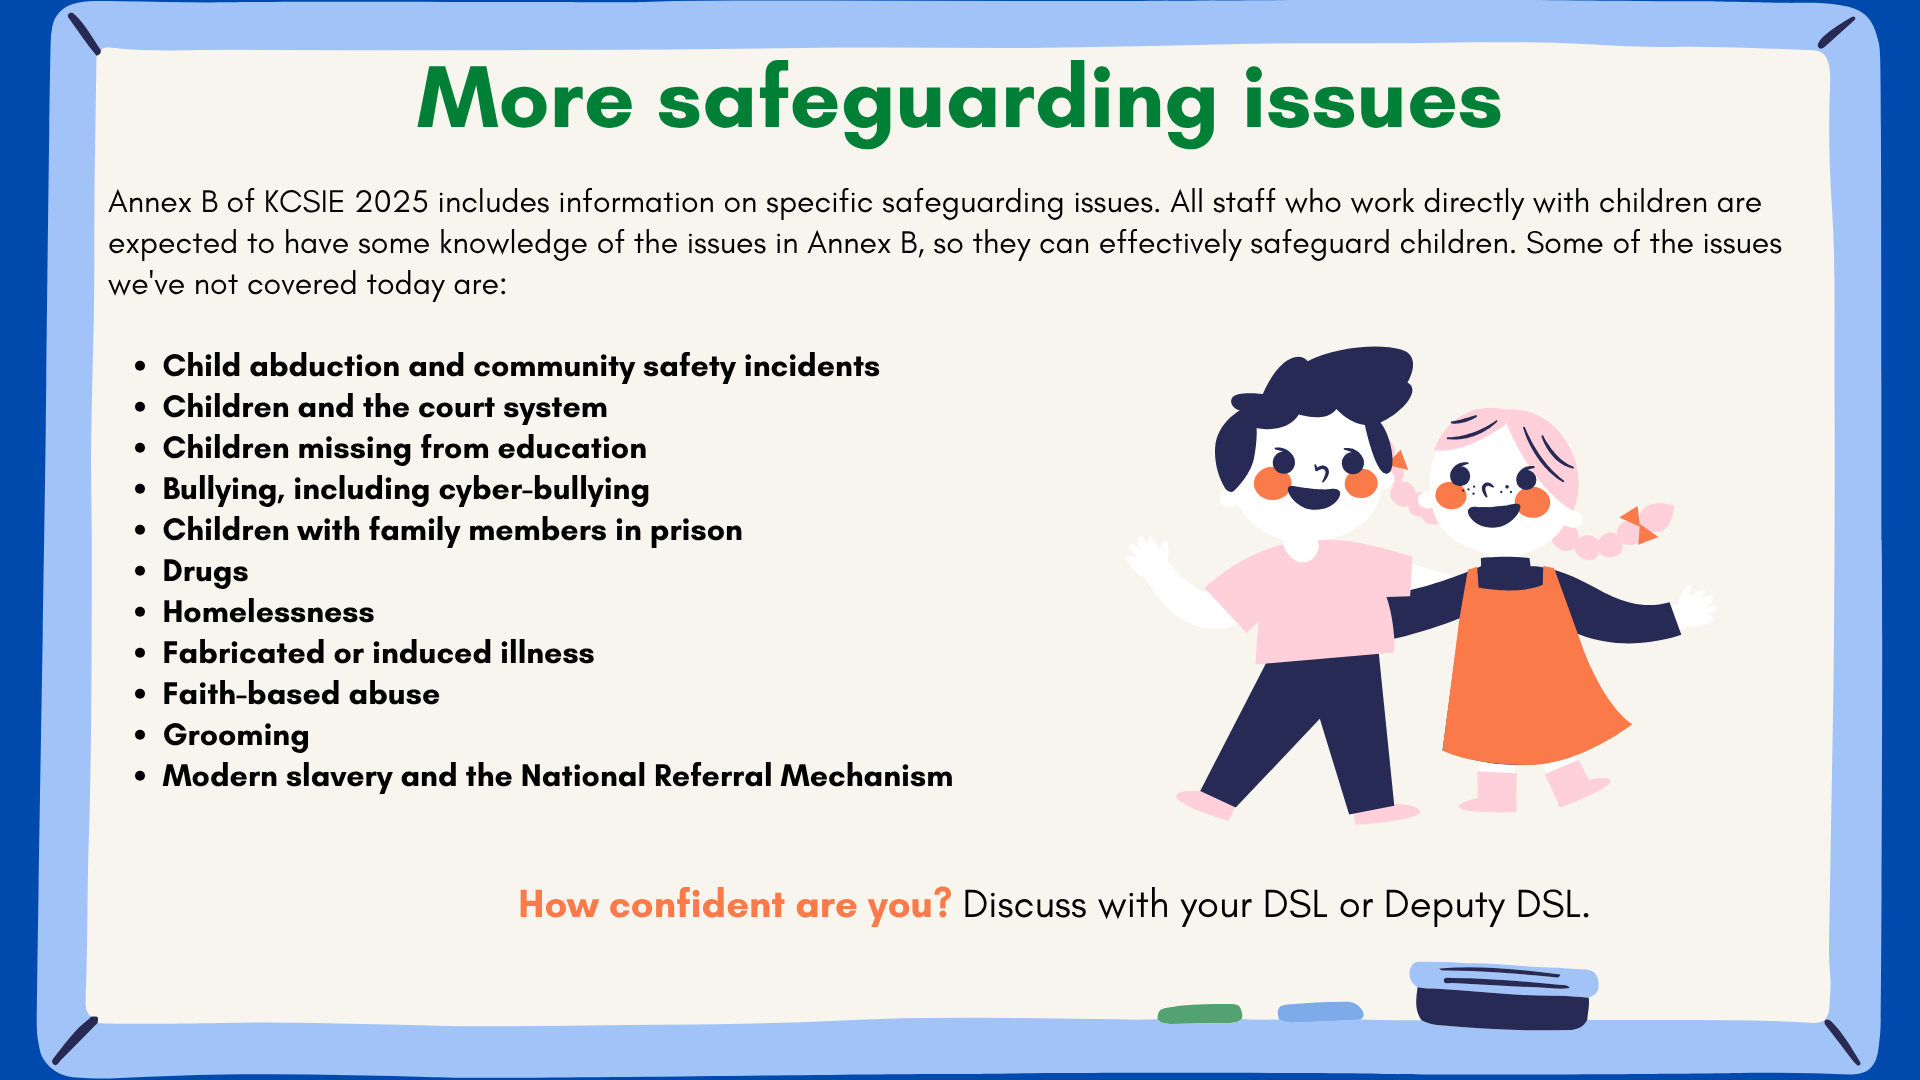 More safeguarding issues
Annex B of KCSIE 2025 includes information on specific safeguarding issues. All staff who work directly with children are
expected to have some knowledge of the issues in Annex B, so they can effectively safeguard children. Some of the issues
we've not covered today are:
• Child abduction and community safety incidents
• Children and the court system
• Children missing from education
• Bullying, including cyber-bullying
• Children with family members in prison
• Drugs
• Homelessness
• Fabricated or induced illness
• Faith-based abuse
• Grooming
• Modern slavery and the National Referral Mechanism
How confident are you? Discuss with your DSL or Deputy DSL.